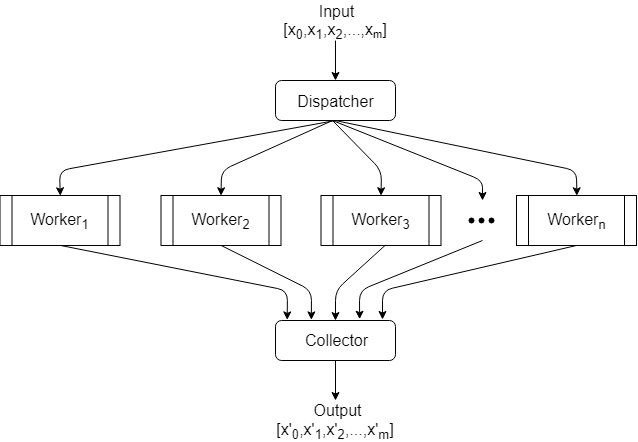 Input
[x₀,x₁,x₂,...,xₘ]
Dispatcher
Worker₁
Worker₂
Worker₃
•••
Workerₙ
Collector
Output
[x'₀,x'₁,x'₂,...,x'ₘ]